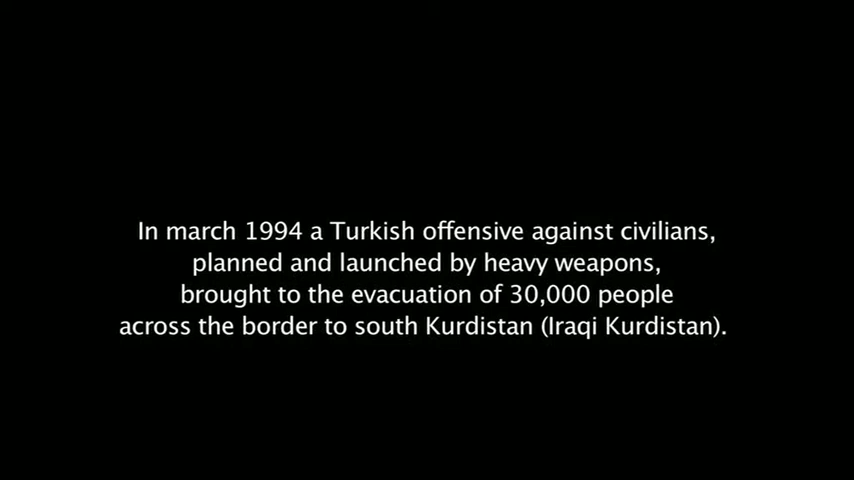 In march 1994 a Turkish offensive against civilians,
planned and launched by heavy weapons,
brought to the evacuation of 30,000 people
across the border to south Kurdistan (Iraqi Kurdistan).